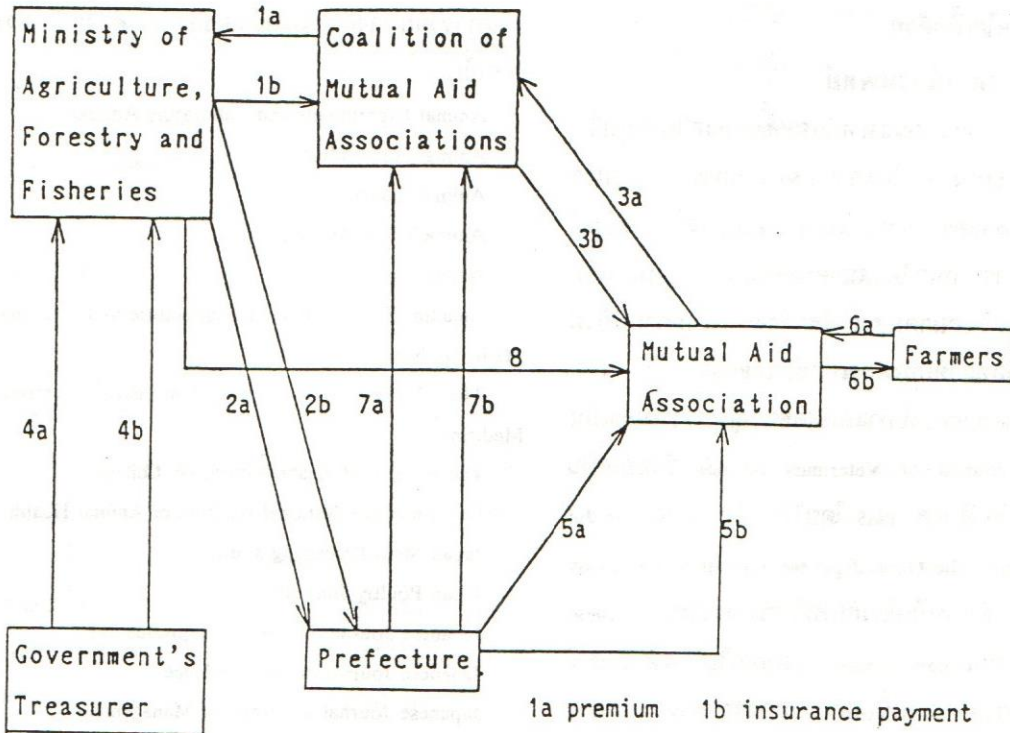 1a
Ministry of
Agriculture,
Forestry and
Fisheries
1b
Coalition of
Mutual Aid
Associations
3a
3b
6a
Mutual Aid
Association
Farmers
6b
8
4a
4b
2a
2b
7a
7b
5a
5b
Government's
Treasurer
Prefecture
1a premium 1b insurance payment